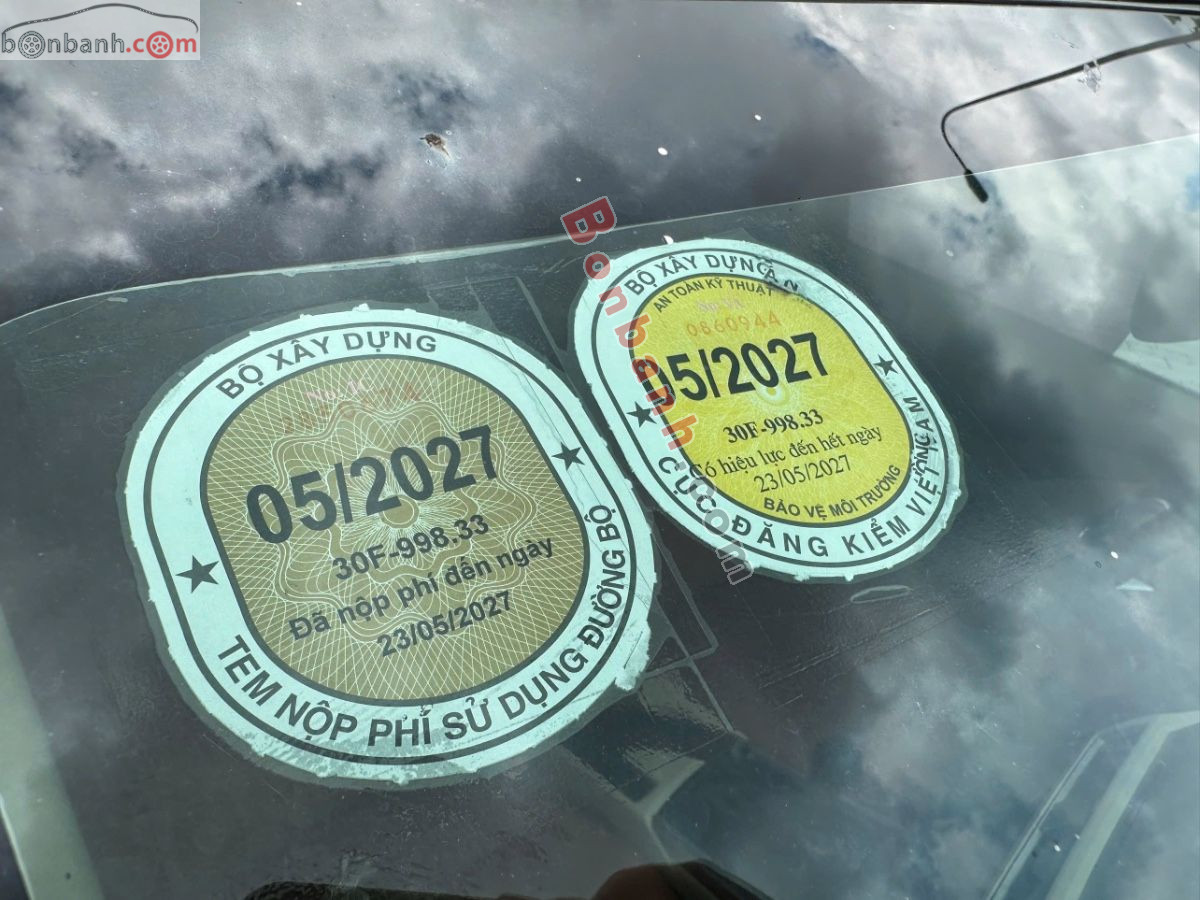 bonbanh.com
BỘ XÂY DỰNG
05/2027
30F-998.33
Đã nộp phí đến ngày
23/05/2027
TEM NỘP PHÍ SỬ DỤNG ĐƯỜNG BỘ
BỘ XÂY DỰNG
AN TOÀN KỸ THUẬT
0860944
05/2027
30F-998.33
Có hiệu lực đến hết ngày
23/05/2027
BẢO VỆ MÔI TRƯỜNG
CỤC ĐĂNG KIỂM VIỆT NAM
Bonbanh.com